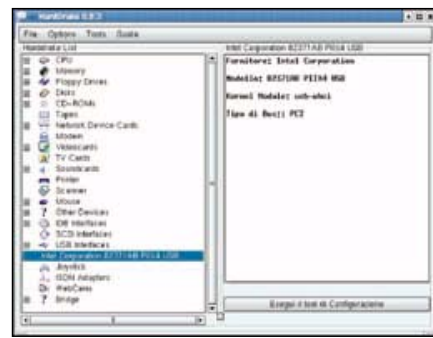 HardDrake 0.9.3
File Options Tools Guida
Harddrake List
CPU
Memory
Floppy Drives
Disks
CD-ROMs
Tapes
Network Device Cards
Modem
Videocards
TV Cards
Soundcards
Printer
Scanner
Mouse
Other Devices
IDE Interfaces
SCSI Interfaces
USB Interfaces
Intel Corporation 82371AB PIIX4 USB
Joystick
ISDN Adapters
WebCams
Bridge
Intel Corporation 82371AB PIIX4 USB
Fornitore: Intel Corporation
Modello: 82371AB PIIX4 USB
Kernel Module: usb-uhci
Tipo di Bus: PCI
Esegui il tool di Configurazione